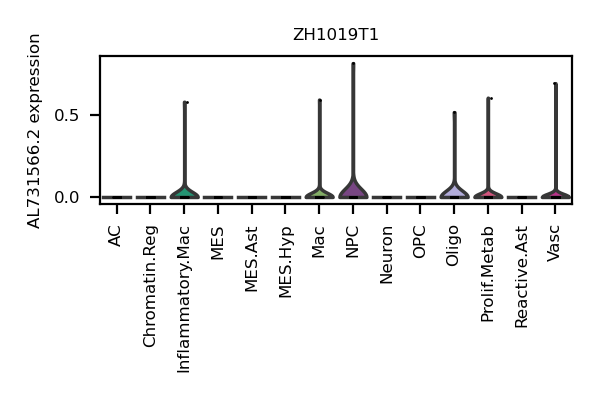 ZH1019T1
AL731566.2 expression
0.5
0.0
AC
Chromatin.Reg
Inflammatory.Mac
MES
MES.Ast
MES.Hyp
Mac
NPC
Neuron
OPC
Oligo
Prolif.Metab
Reactive.Ast
Vasc